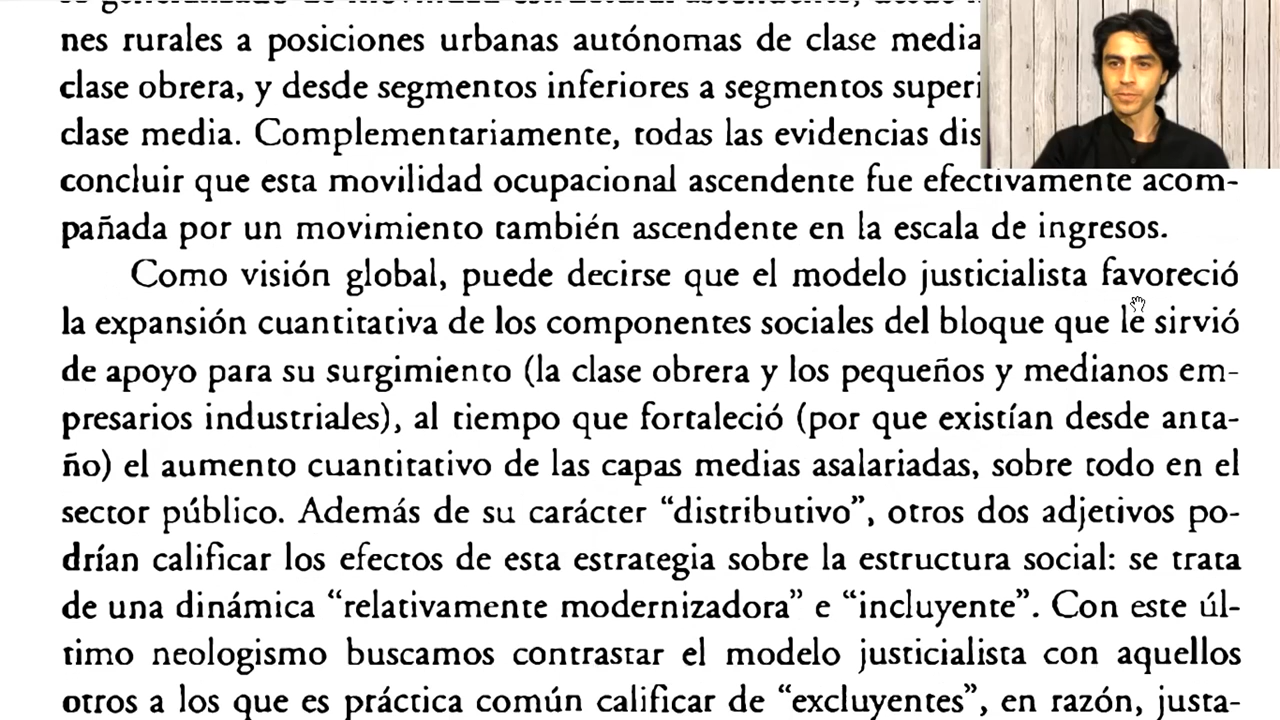 se generalizado de movilidad estructural ascendente, desde
nes rurales a posiciones urbanas autónomas de clase media
clase obrera, y desde segmentos inferiores a segmentos superi
clase media. Complementariamente, todas las evidencias dis
concluir que esta movilidad ocupacional ascendente fue efectivamente acom-
pañada por un movimiento también ascendente en la escala de ingresos.
Como visión global, puede decirse que el modelo justicialista favoreció
la expansión cuantitativa de los componentes sociales del bloque que le sirvió
de apoyo para su surgimiento (la clase obrera y los pequeños y medianos em-
presarios industriales), al tiempo que fortaleció (por que existían desde anta-
ño) el aumento cuantitativo de las capas medias asalariadas, sobre todo en el
sector público. Además de su carácter “distributivo”, otros dos adjetivos po-
drían calificar los efectos de esta estrategia sobre la estructura social: se trata
de una dinámica “relativamente modernizadora” e “incluyente”. Con este úl-
timo neologismo buscamos contrastar el modelo justicialista con aquellos
otros a los que es práctica común calificar de “excluyentes”, en razón, justa-